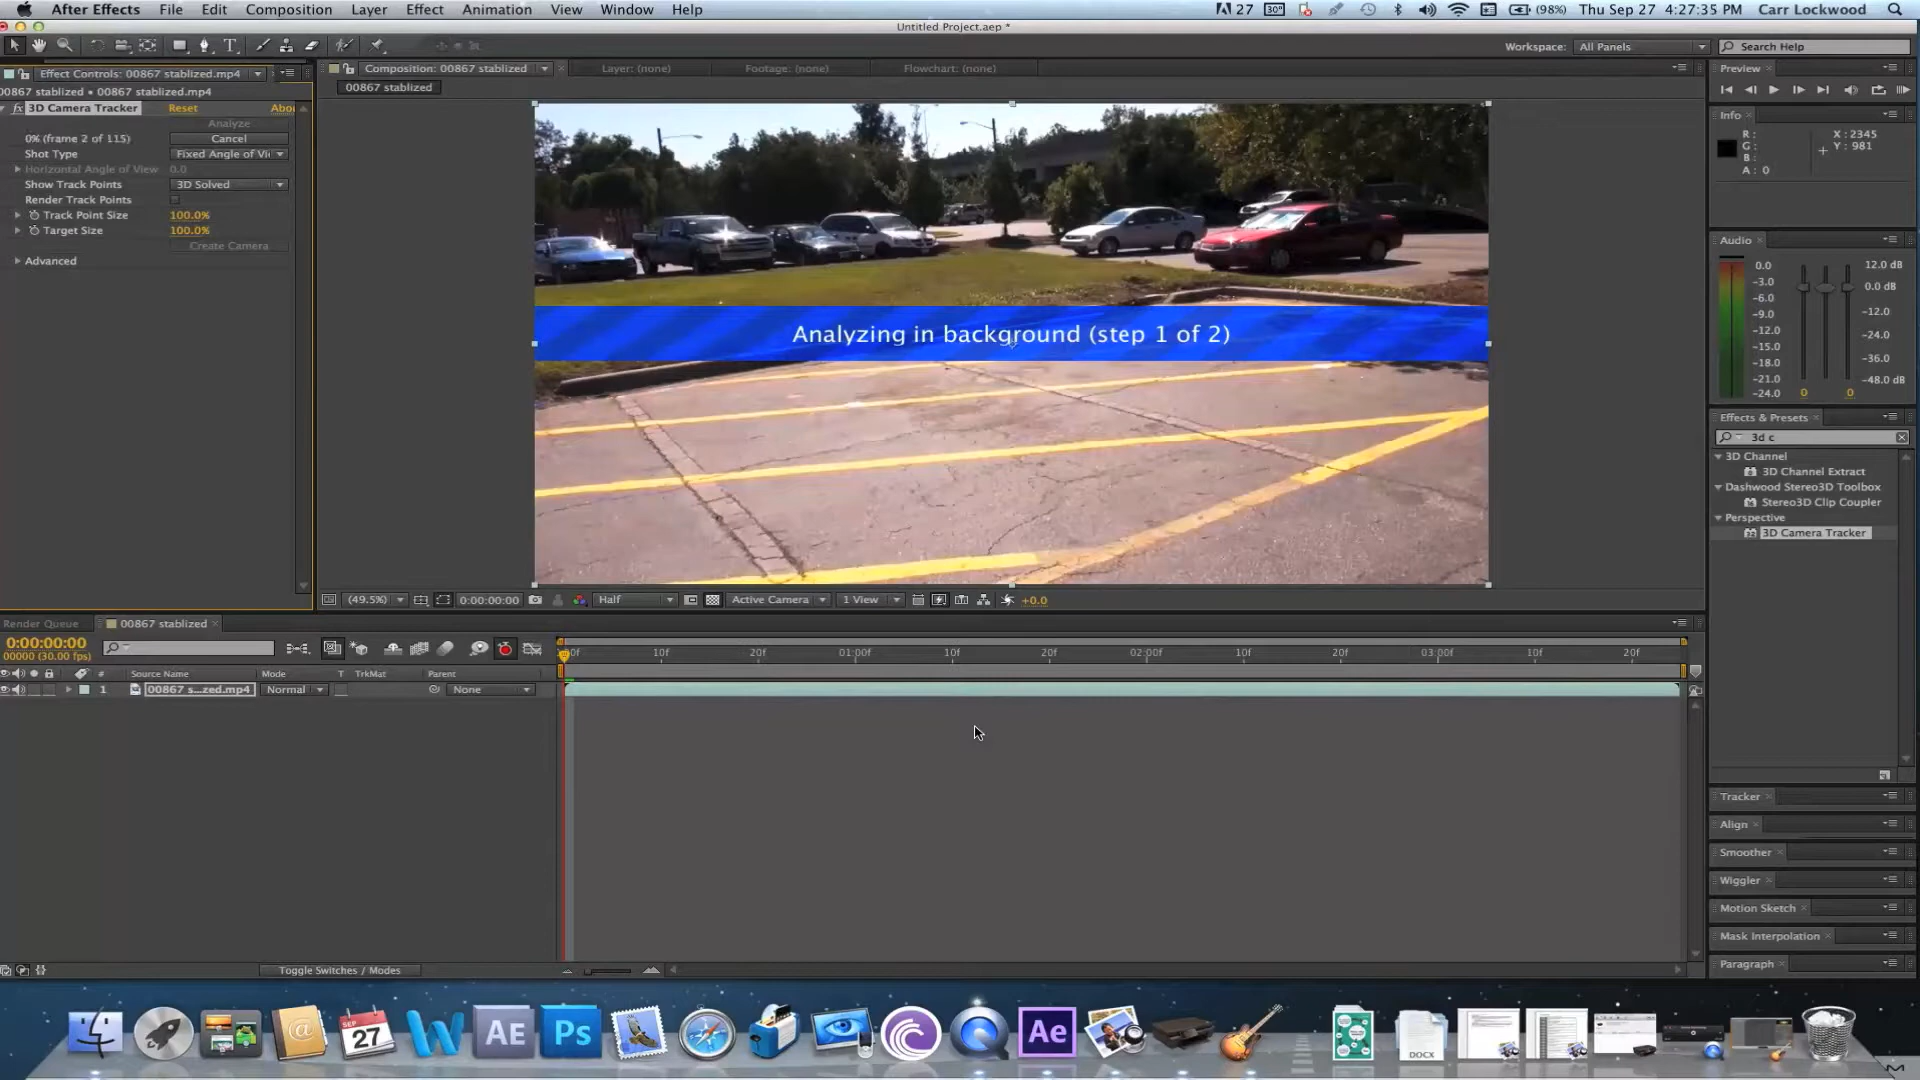 After Effects File Edit Composition Layer Effect Animation View Window Help 27 30" (98%) Thu Sep 27 4:27:35 PM Carr Lockwood
Untitled Project.aep *
Workspace: All Panels Search Help
Effect Controls: 00867 stablized.mp4
00867 stablized • 00867 stablized.mp4
fx 3D Camera Tracker Reset Abou
Analyze
0% (frame 2 of 115) Cancel
Shot Type Fixed Angle of Vi
Horizontal Angle of View 0.0
Show Track Points 3D Solved
Render Track Points
Track Point Size 100.0%
Target Size 100.0%
Create Camera
Advanced
Composition: 00867 stablized Layer: (none) Footage: (none) Flowchart: (none)
00867 stablized
Analyzing in background (step 1 of 2)
(49.5%) 0:00:00:00 Half Active Camera 1 View +0.0
Preview
Info
R: X: 2345
G: Y: 981
B:
A: 0
Audio
0.0 12.0 dB
-3.0 0.0 dB
-6.0
-9.0 -12.0
-12.0
-15.0 -24.0
-18.0 -36.0
-21.0 -48.0 dB
-24.0 0 0
Effects & Presets
3d c
3D Channel
3D Channel Extract
Dashwood Stereo3D Toolbox
Stereo3D Clip Coupler
Perspective
3D Camera Tracker
Tracker
Align
Smoother
Wiggler
Motion Sketch
Mask Interpolation
Paragraph
Render Queue 00867 stablized
0:00:00:00
00000 (30.00 fps)
10f 20f 01:00f 10f 20f 02:00f 10f 20f 03:00f 10f 20f
# Source Name Mode T TrkMat Parent
1 00867 s...zed.mp4 Normal None
Toggle Switches / Modes
SEP
27
W
AE
Ps
Ae
DOCX